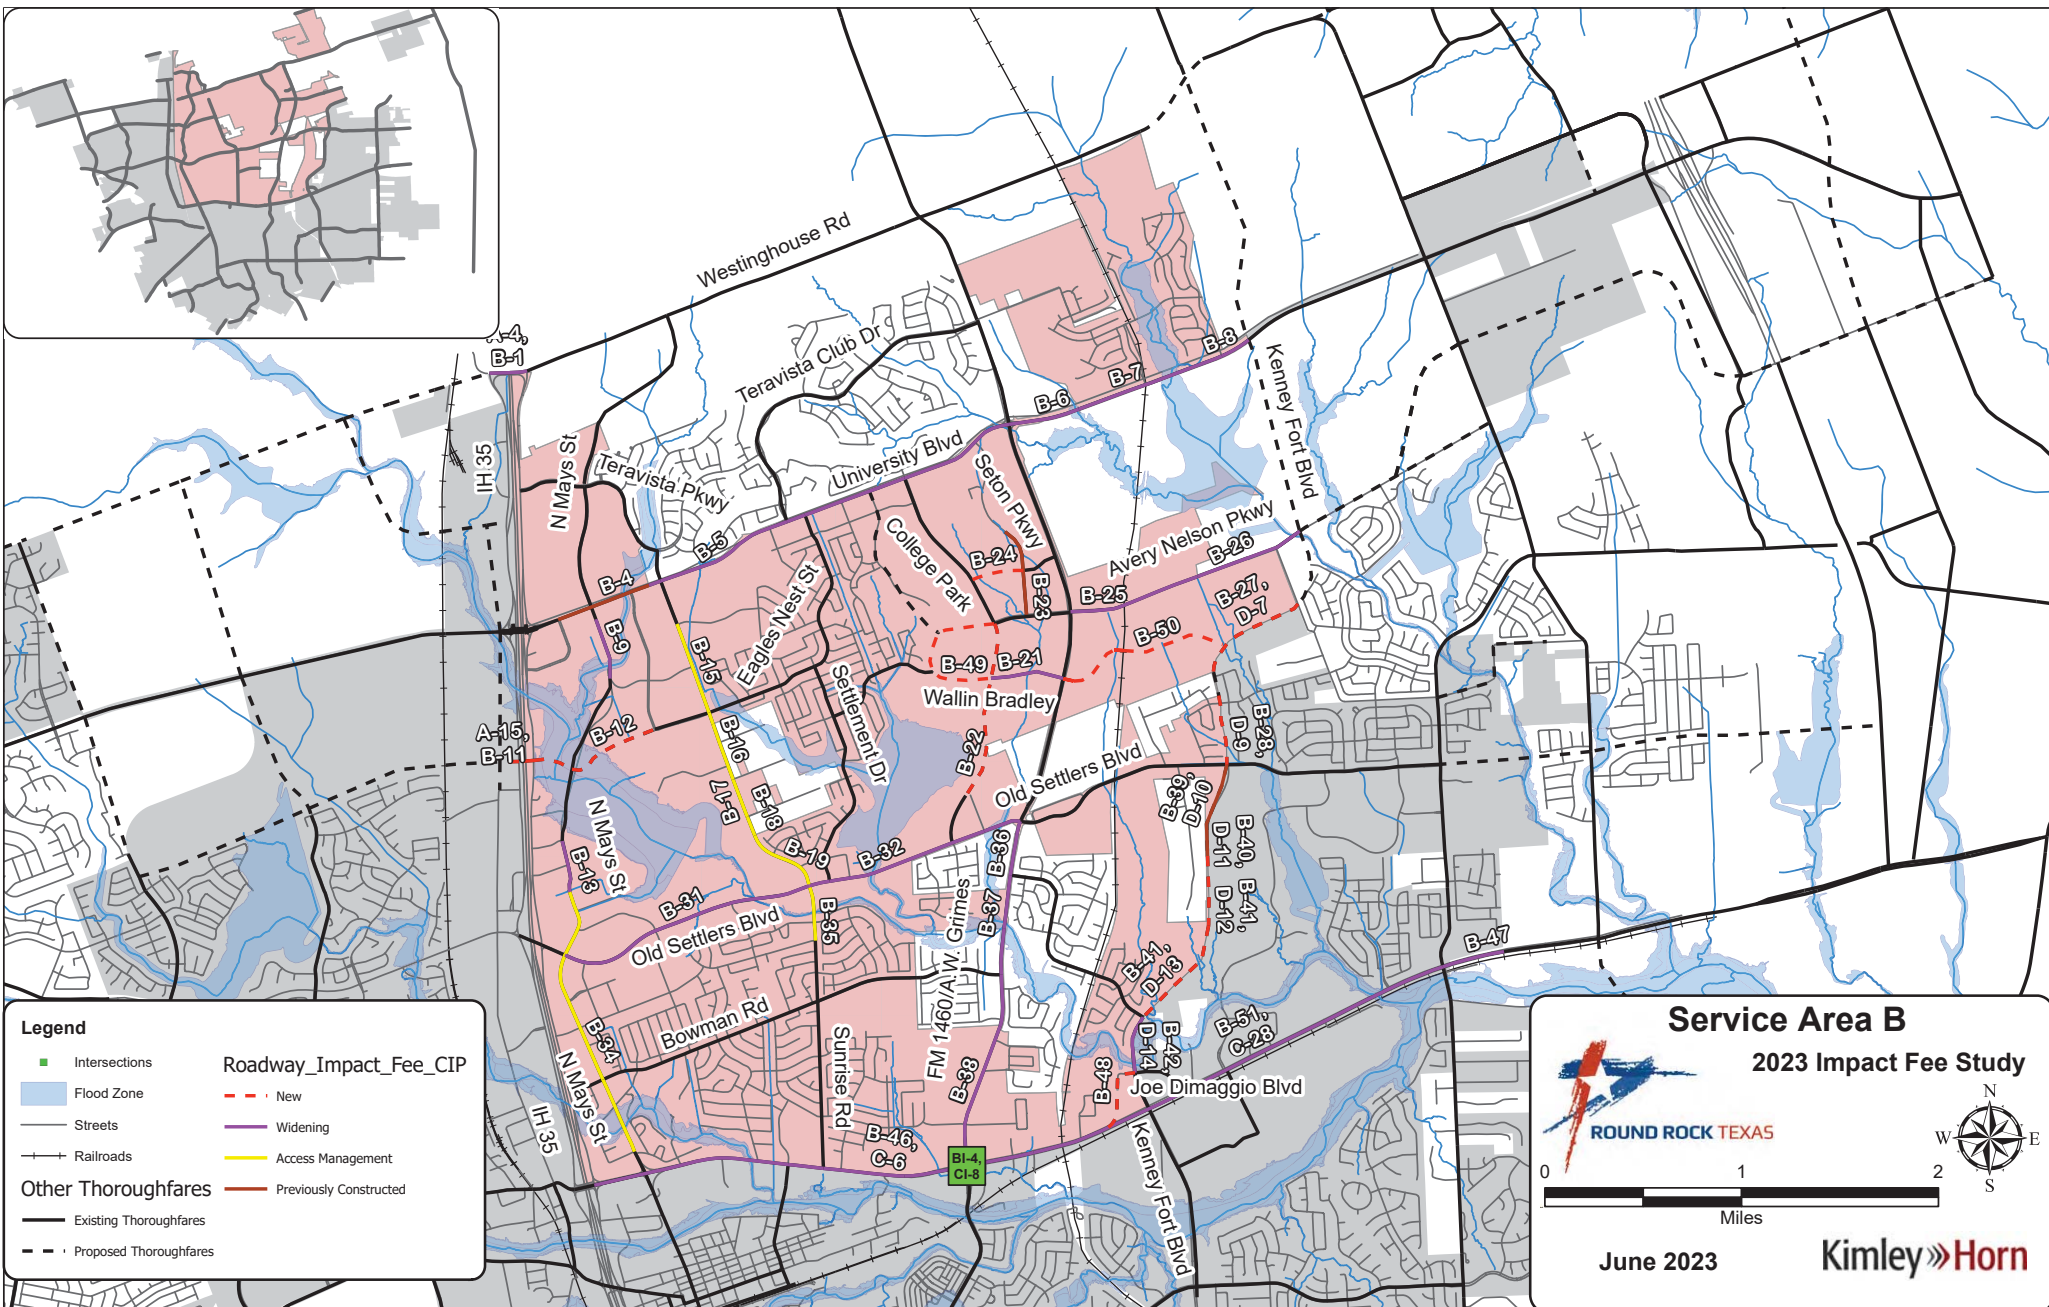 A-4,
B-1
Westinghouse Rd
Teravista Club Dr
B-8
B-7
B-6
Kenney Fort Blvd
IH 35
N Mays St
Teravista Pkwy
University Blvd
Seton Pkwy
College Park
Avery Nelson Pkwy
B-5
B-4
B-24
B-23
B-25
B-26
B-27,
D-7
B-9
B-15
Eagles Nest St
Settlement Dr
B-49
B-21
B-50
Wallin Bradley
A-15,
B-11
B-12
B-16
B-17
B-18
B-22
Old Settlers Blvd
B-28,
D-9
B-39,
D-10
N Mays St
B-13
B-19
B-32
B-36
B-40,
D-11
B-31
Old Settlers Blvd
B-35
FM 1460/A.W. Grimes
B-37
B-41,
D-12
B-41,
D-13
B-47
B-34
Bowman Rd
Sunrise Rd
B-38
B-48
B-42,
D-14
B-51,
C-28
Joe Dimaggio Blvd
IH 35
N Mays St
B-46,
C-6
BI-4,
CI-8
Kenney Fort Blvd
Legend
Intersections
Flood Zone
Streets
Railroads
Other Thoroughfares
Existing Thoroughfares
Proposed Thoroughfares
Roadway_Impact_Fee_CIP
New
Widening
Access Management
Previously Constructed
Service Area B
2023 Impact Fee Study
ROUND ROCK TEXAS
N
W E
S
0 1 2
Miles
June 2023
Kimley»Horn